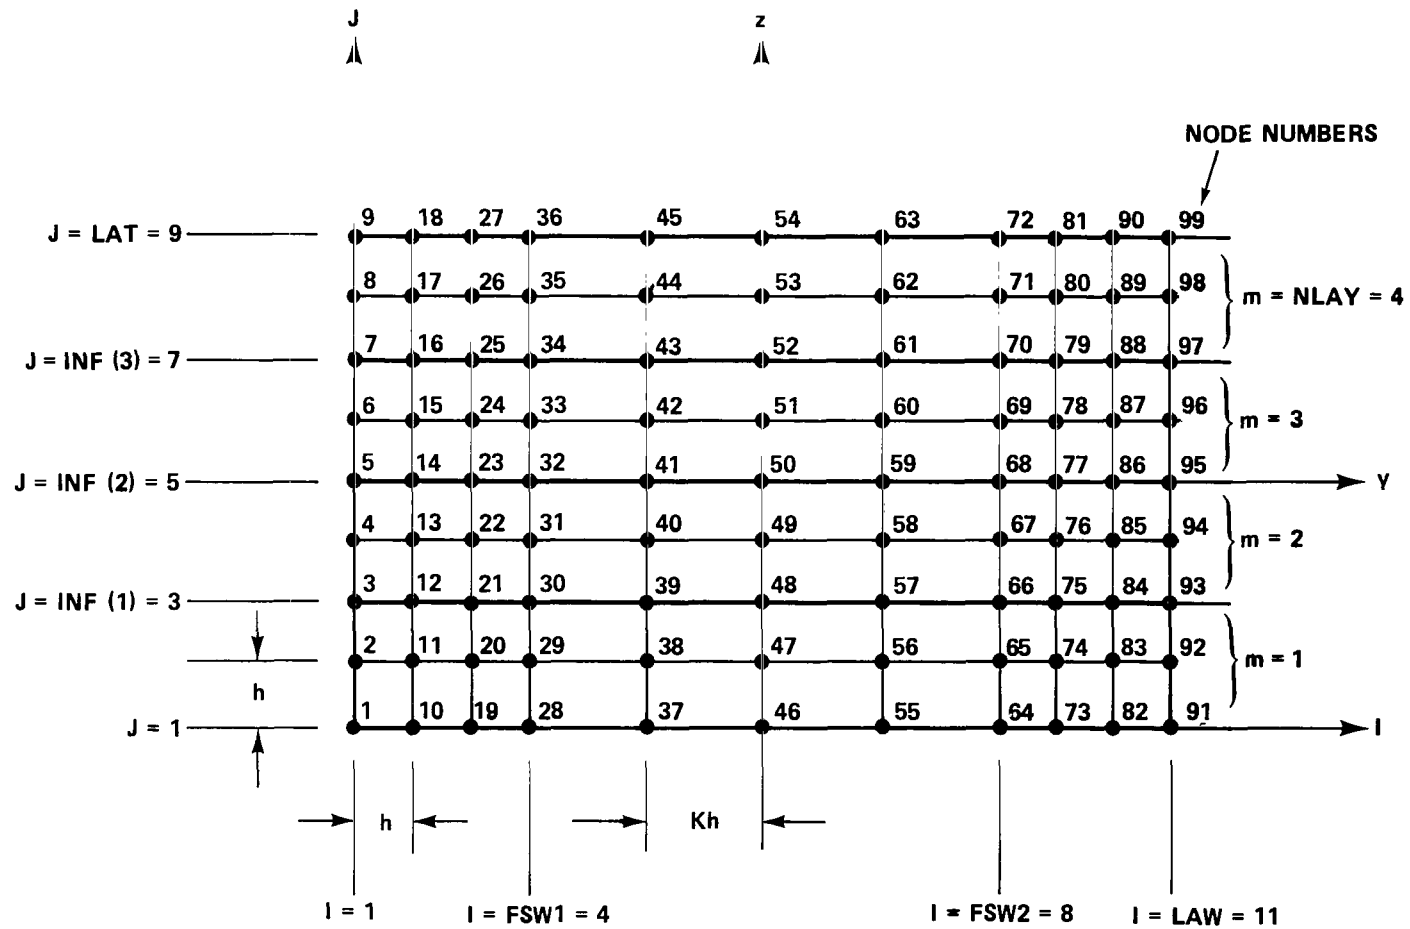 J z
NODE NUMBERS
J = LAT = 9 9 18 27 36 45 54 63 72 81 90 99
8 17 26 35 44 53 62 71 80 89 98 m = NLAY = 4
J = INF (3) = 7 7 16 25 34 43 52 61 70 79 88 97
6 15 24 33 42 51 60 69 78 87 96 m = 3
J = INF (2) = 5 5 14 23 32 41 50 59 68 77 86 95 Y
4 13 22 31 40 49 58 67 76 85 94 m = 2
J = INF (1) = 3 3 12 21 30 39 48 57 66 75 84 93
2 11 20 29 38 47 56 65 74 83 92 m = 1
h
J = 1 1 10 19 28 37 46 55 64 73 82 91 I
h Kh
I = 1 I = FSW1 = 4 I = FSW2 = 8 I = LAW = 11